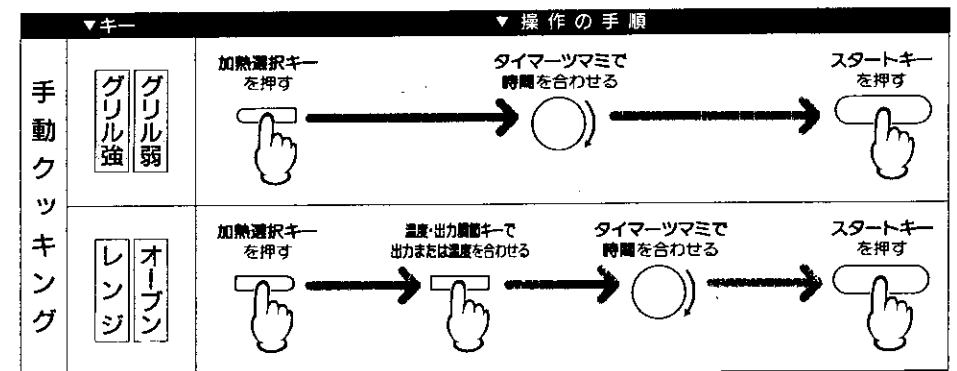 ▼キー
▼操作の手順
手動クッキング
グリル強
グリル弱
加熱選択キー
を押す
タイマーツマミで
時間を合わせる
スタートキー
を押す
レンジ
オーブン
加熱選択キー
を押す
温度・出力調節キーで
出力または温度を合わせる
タイマーツマミで
時間を合わせる
スタートキー
を押す